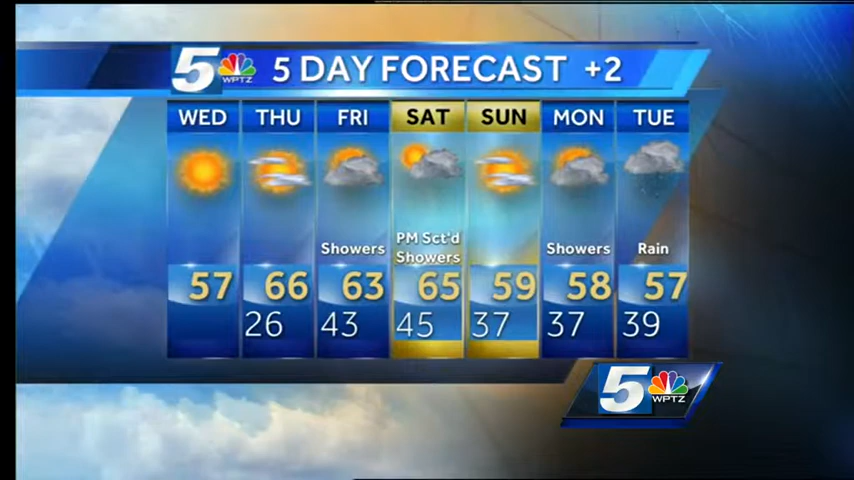 5 WPTZ 5 DAY FORECAST +2
WED THU FRI SAT SUN MON TUE
Showers PM Sct'd Showers Showers Rain
57 66 63 65 59 58 57
26 43 45 37 37 39
5 WPTZ